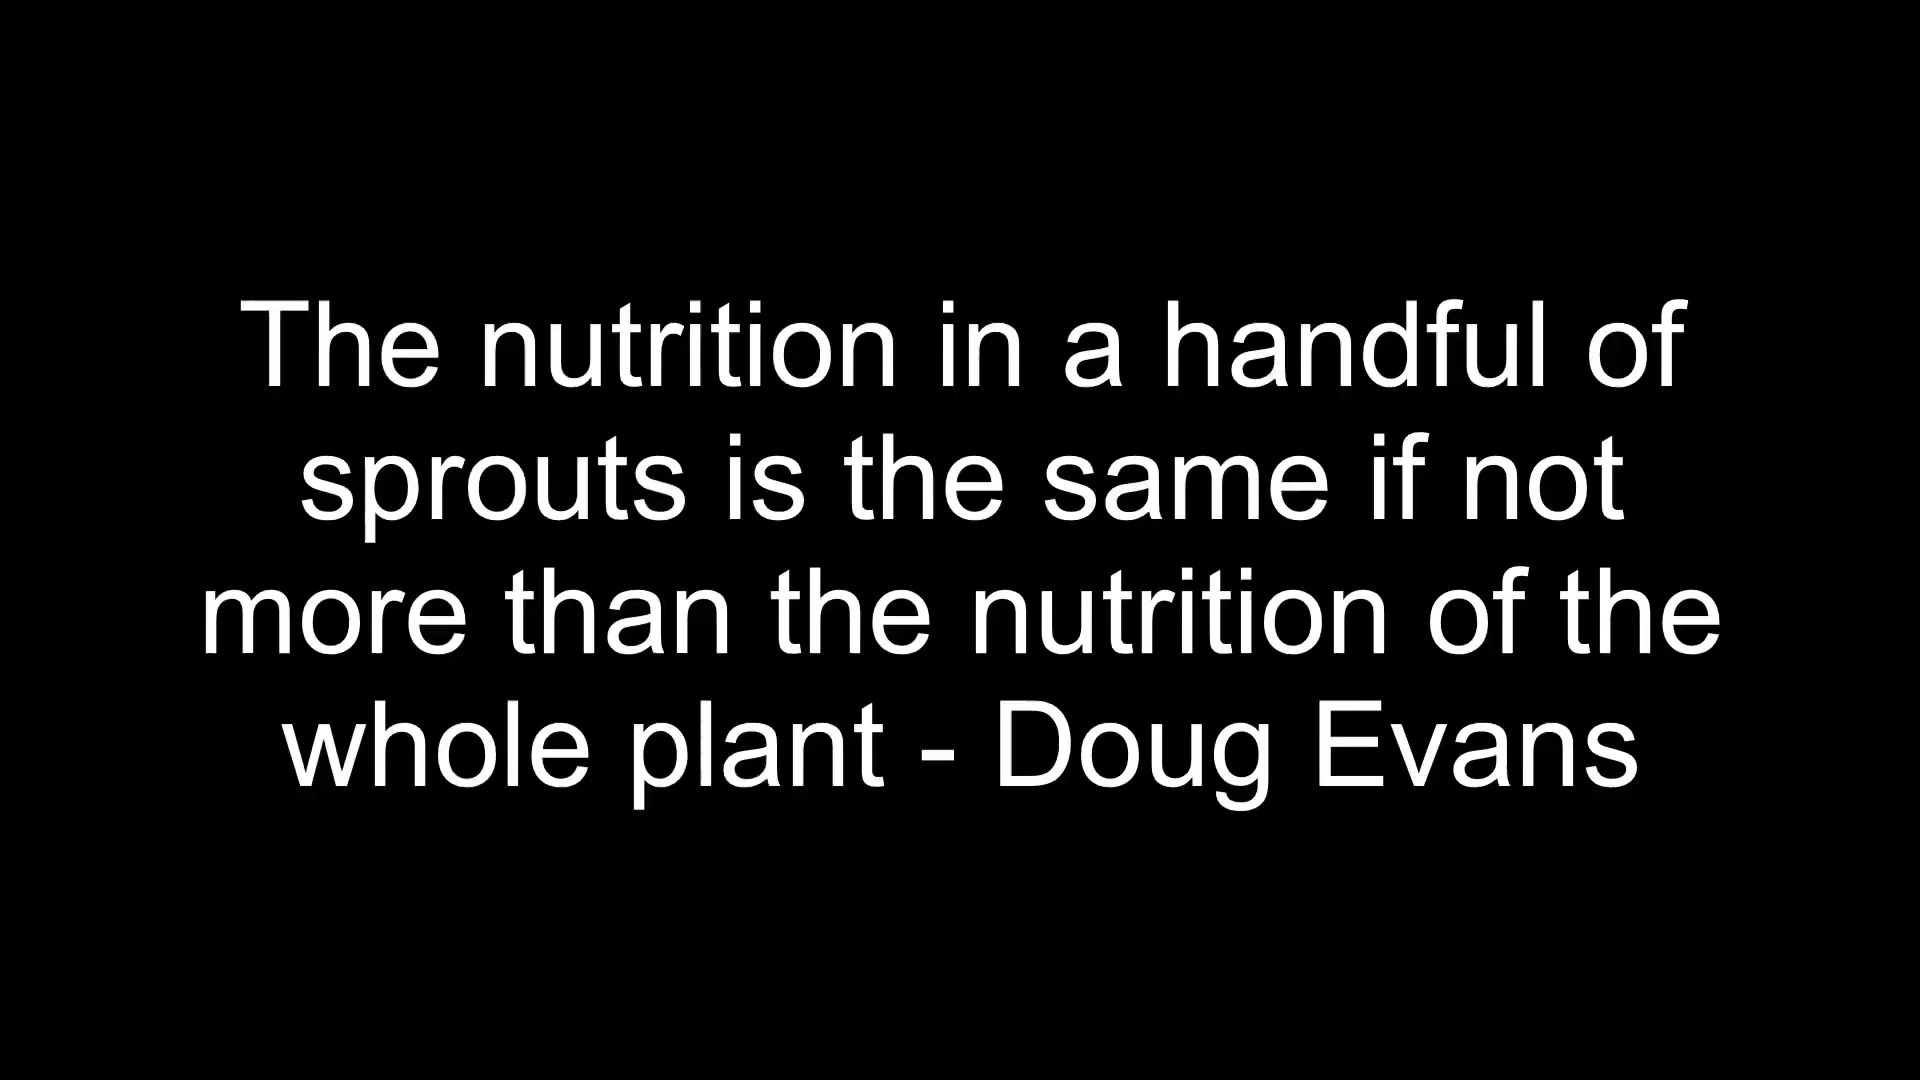 The nutrition in a handful of
sprouts is the same if not
more than the nutrition of the
whole plant - Doug Evans